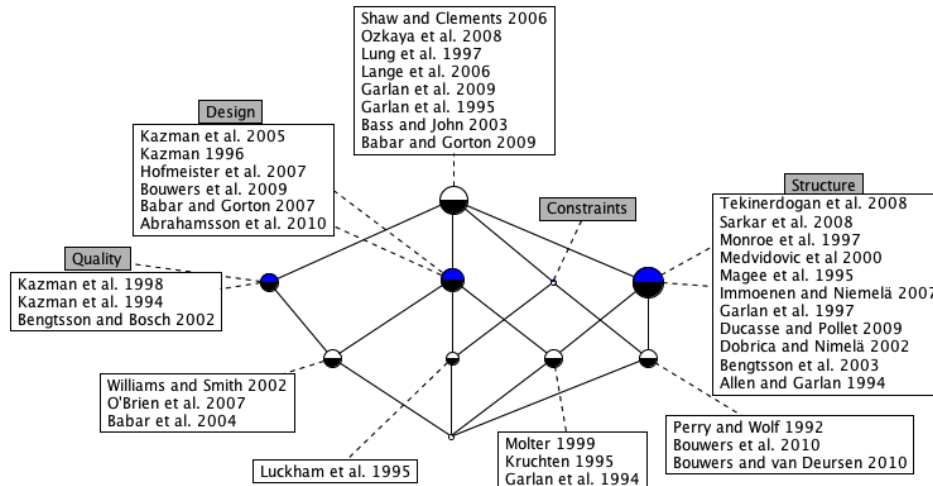 Shaw and Clements 2006
Ozkaya et al. 2008
Lung et al. 1997
Lange et al. 2006
Garlan et al. 2009
Garlan et al. 1995
Bass and John 2003
Babar and Gorton 2009
Design
Kazman et al. 2005
Kazman 1996
Hofmeister et al. 2007
Bouwers et al. 2009
Babar and Gorton 2007
Abrahamsson et al. 2010
Constraints
Structure
Tekinerdogan et al. 2008
Sarkar et al. 2008
Monroe et al. 1997
Medvidovic et al 2000
Magee et al. 1995
Immoenen and Niemelä 2007
Garlan et al. 1997
Ducasse and Pollet 2009
Dobrica and Nimelä 2002
Bengtsson et al. 2003
Allen and Garlan 1994
Quality
Kazman et al. 1998
Kazman et al. 1994
Bengtsson and Bosch 2002
Williams and Smith 2002
O'Brien et al. 2007
Babar et al. 2004
Luckham et al. 1995
Molter 1999
Kruchten 1995
Garlan et al. 1994
Perry and Wolf 1992
Bouwers et al. 2010
Bouwers and van Deursen 2010